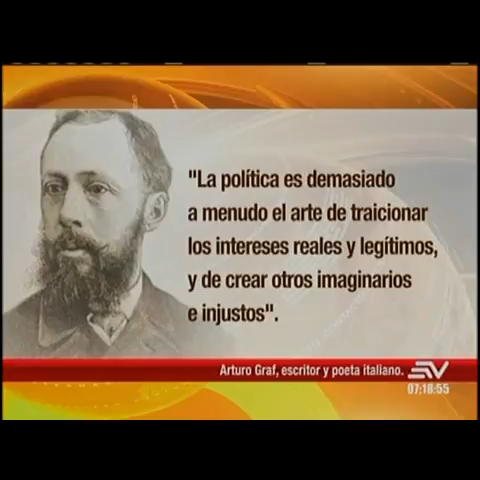 "La política es demasiado
a menudo el arte de traicionar
los intereses reales y legítimos,
y de crear otros imaginarios
e injustos".
Arturo Graf, escritor y poeta italiano.
07:18:55